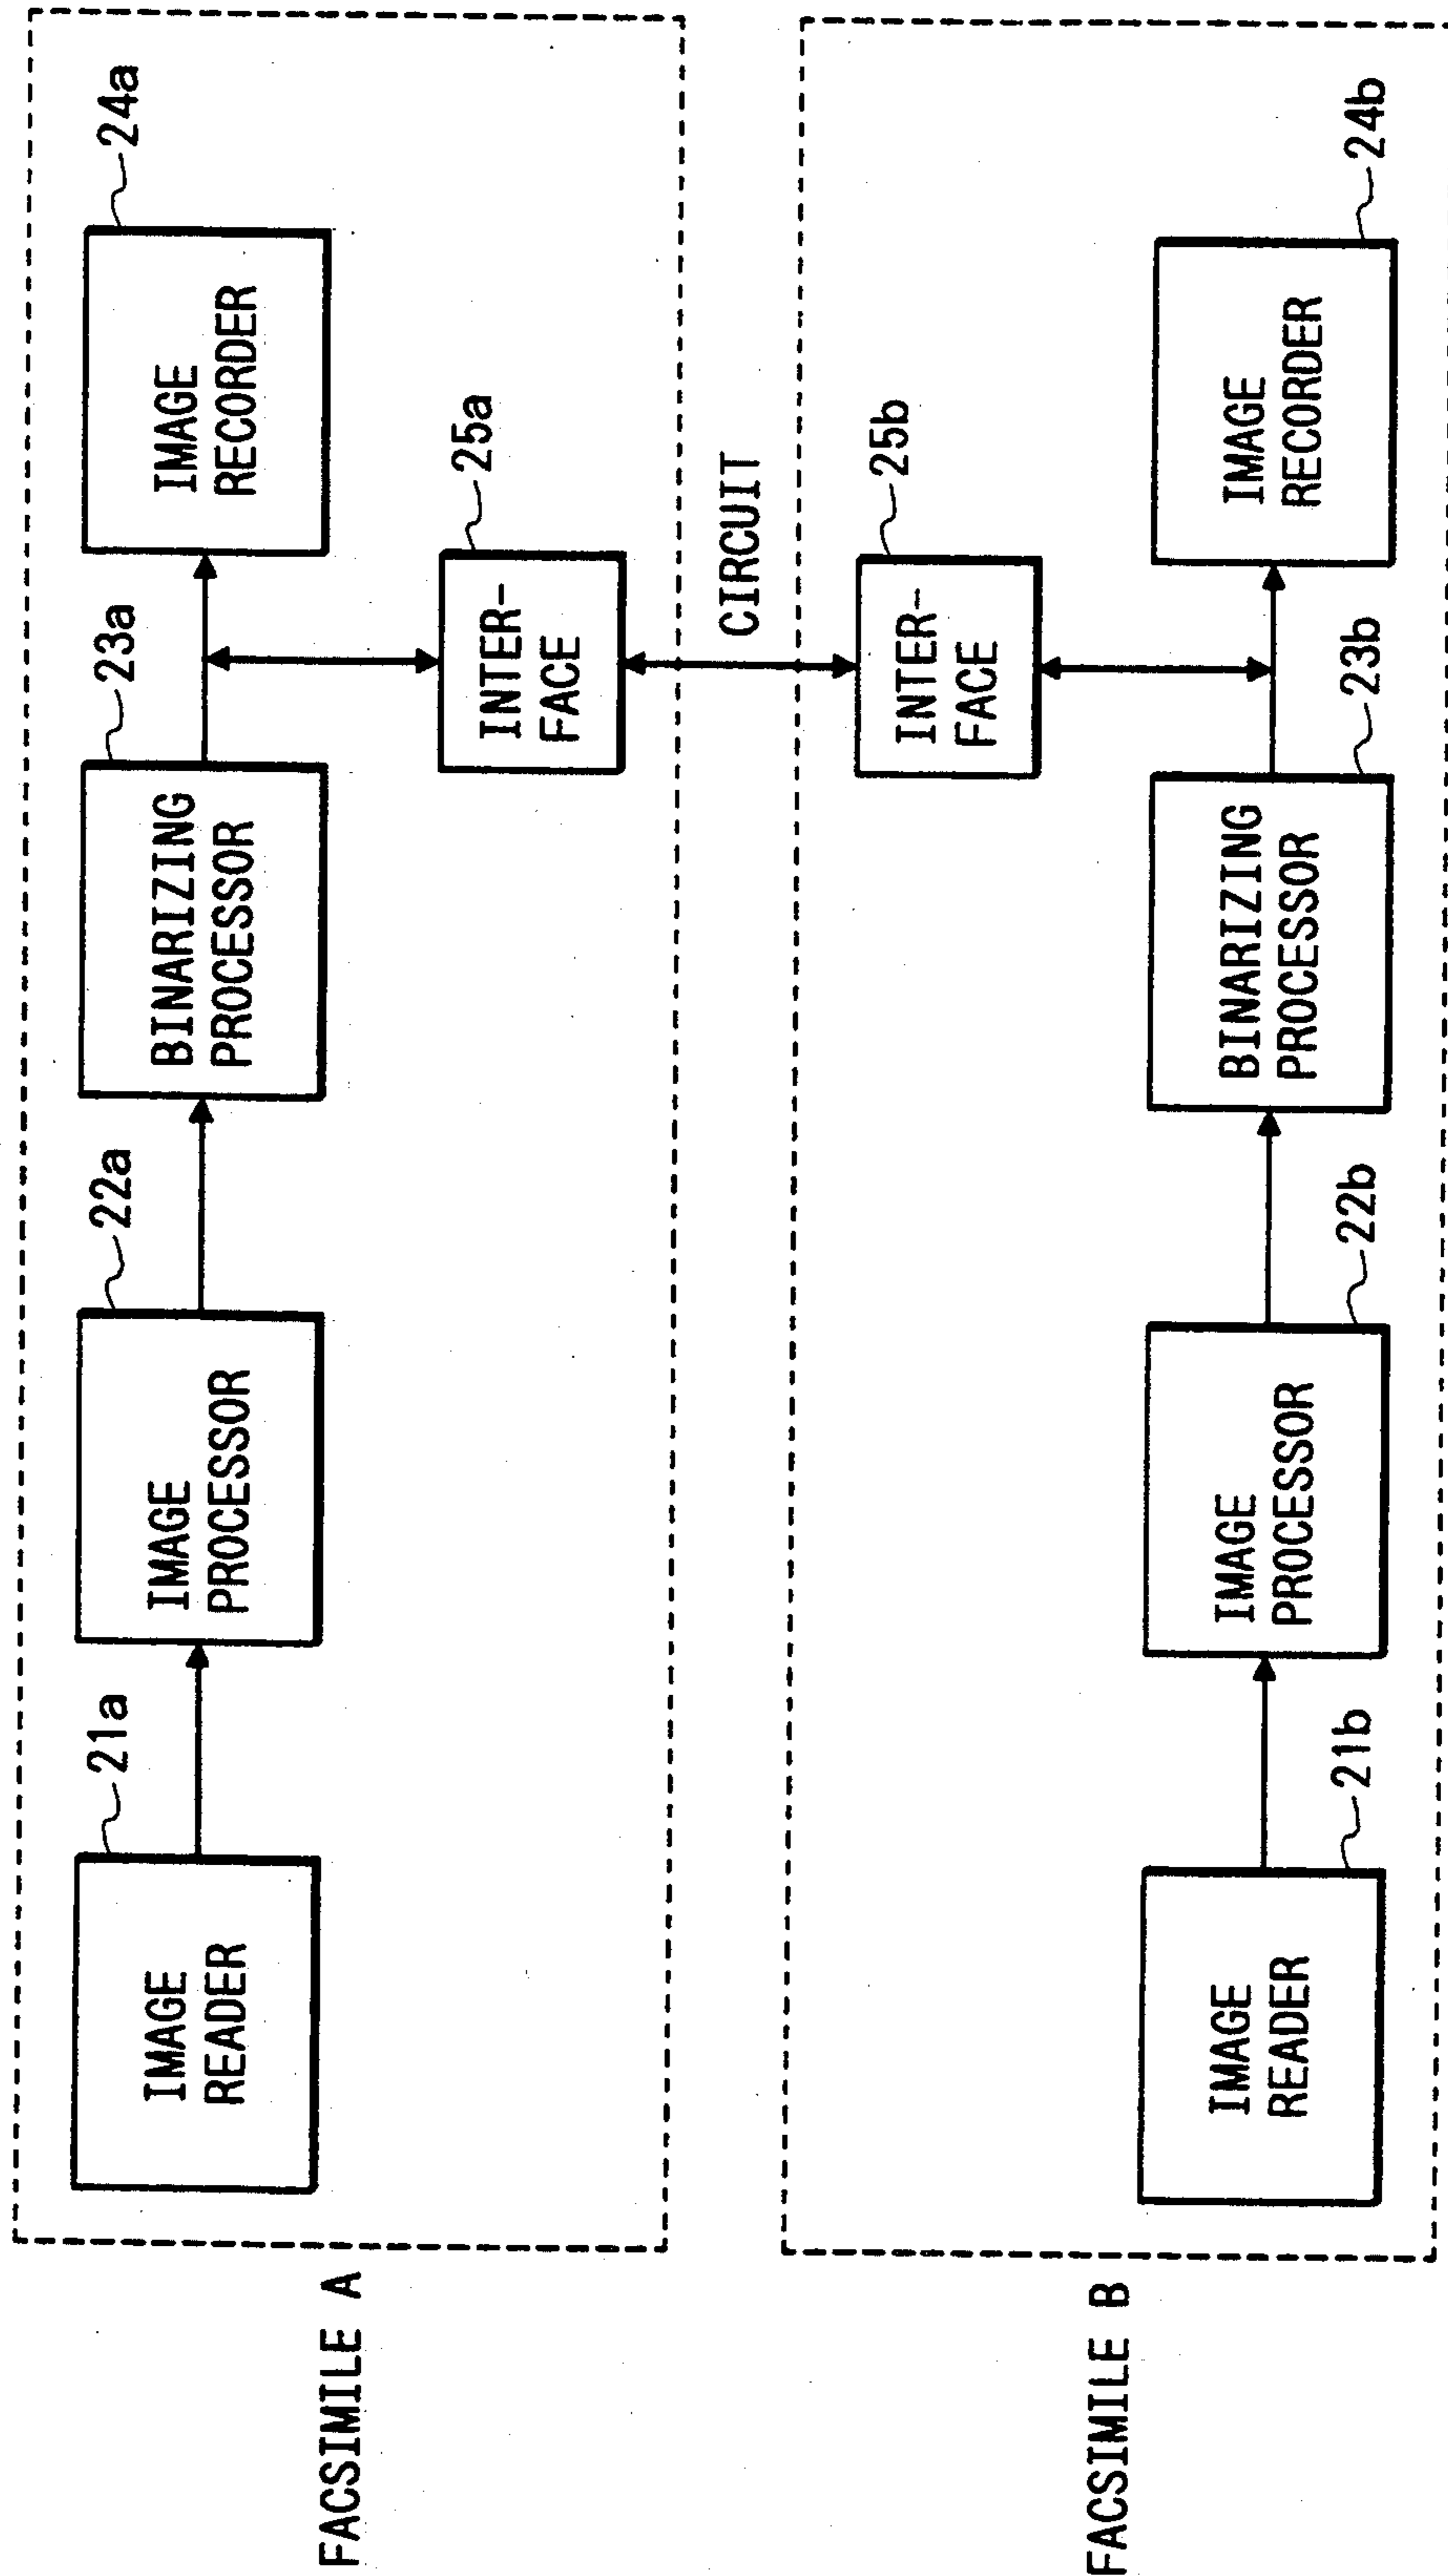 FACSIMILE A
21a
22a
23a
24a
IMAGE
READER
IMAGE
PROCESSOR
BINARIZING
PROCESSOR
IMAGE
RECORDER
25a
INTER-
FACE
CIRCUIT
FACSIMILE B
25b
INTER-
FACE
IMAGE
READER
IMAGE
PROCESSOR
BINARIZING
PROCESSOR
IMAGE
RECORDER
21b
22b
23b
24b